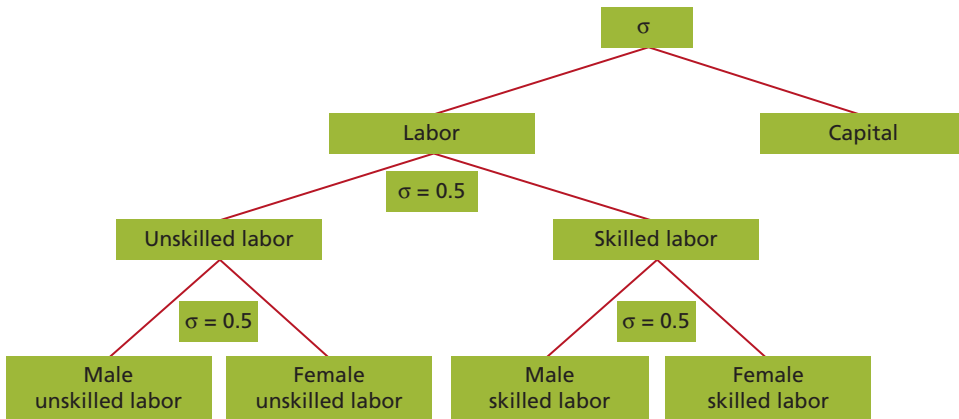 σ
Labor
Capital
σ = 0.5
Unskilled labor
Skilled labor
σ = 0.5
σ = 0.5
Male
unskilled labor
Female
unskilled labor
Male
skilled labor
Female
skilled labor